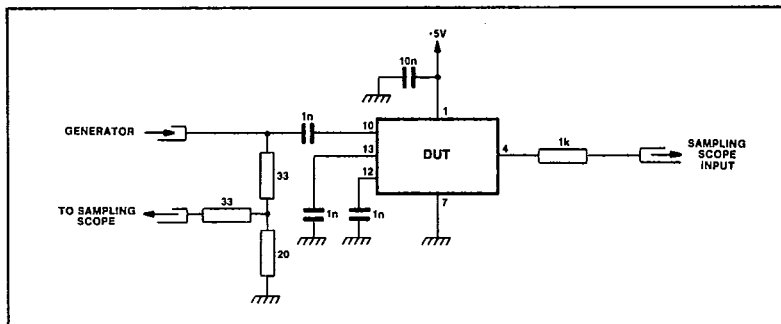 +5V
10n
1
GENERATOR
1n
10
13
DUT
4
1k
SAMPLING
SCOPE
INPUT
33
12
TO SAMPLING
SCOPE
33
1n
1n
7
20